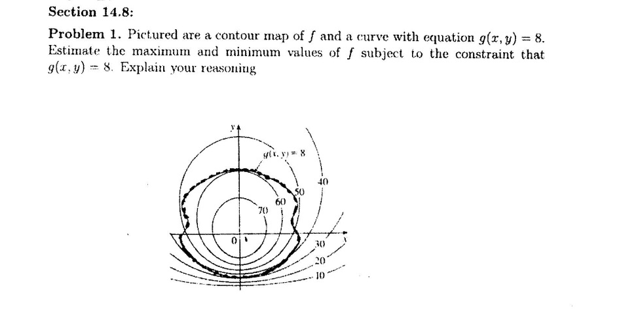 Section 14.8:
Problem 1. Pictured are a contour map of f and a curve with equation g(x, y) = 8.
Estimate the maximum and minimum values of f subject to the constraint that
g(x, y) = 8. Explain your reasoning
y
g(x, y) = 8
40
50
60
70
0
30
x
20
10